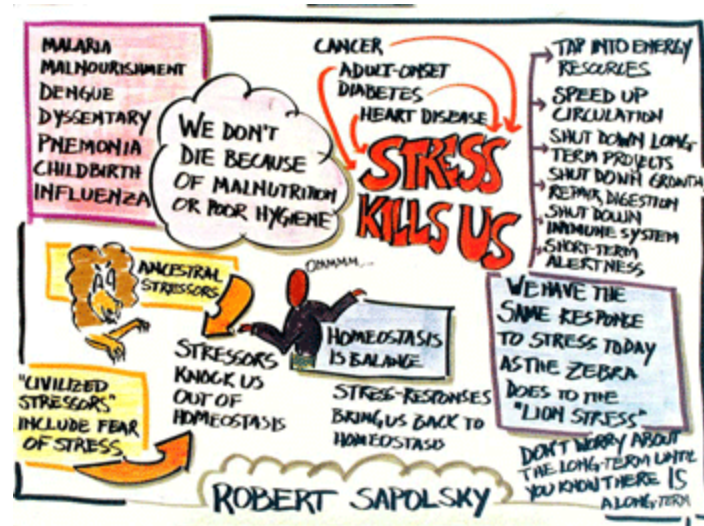 MALARIA
MALNOURISHMENT
DENGUE
DYSSENTARY
PNEMONIA
CHILDBIRTH
INFLUENZA
WE DON'T
DIE BECAUSE
OF MALNUTRITION
OR POOR HYGIENE
CANCER
ADULT-ONSET
DIABETES
HEART DISEASE
STRESS
KILLS US
TAP INTO ENERGY
RESOURCES
SPEED UP
CIRCULATION
SHUT DOWN LONG-
TERM PROJECTS
SHUT DOWN GROWTH,
REPAIR, DIGESTION
SHUT DOWN
IMMUNE SYSTEM
SHORT-TERM
ALERTNESS
ANCESTRAL
STRESSORS
OMMMM...
STRESSORS
KNOCK US
OUT OF
HOMEOSTASIS
HOMEOSTASIS
IS BALANCE
STRESS-RESPONSES
BRING US BACK TO
HOMEOSTASIS
WE HAVE THE
SAME RESPONSE
TO STRESS TODAY
AS THE ZEBRA
DOES TO THE
"LION STRESS"
"CIVILIZED
STRESSORS"
INCLUDE FEAR
OF STRESS
DON'T WORRY ABOUT
THE LONG-TERM UNTIL
YOU KNOW THERE IS
A LONG-TERM
ROBERT SAPOLSKY